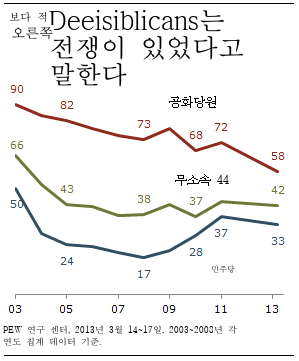 보다 적
오른쪽
Deeisiblicans는
전쟁이 있었다고
말한다
90
82
73
68
72
58
공화당원
66
43
38
37
무소속 44
42
50
24
17
28
37
33
민주당
03
05
07
09
11
13
PEW 연구 센터, 2013년 3월 14~17일, 2003~2008년 각
연도 집계 데이터 기준.